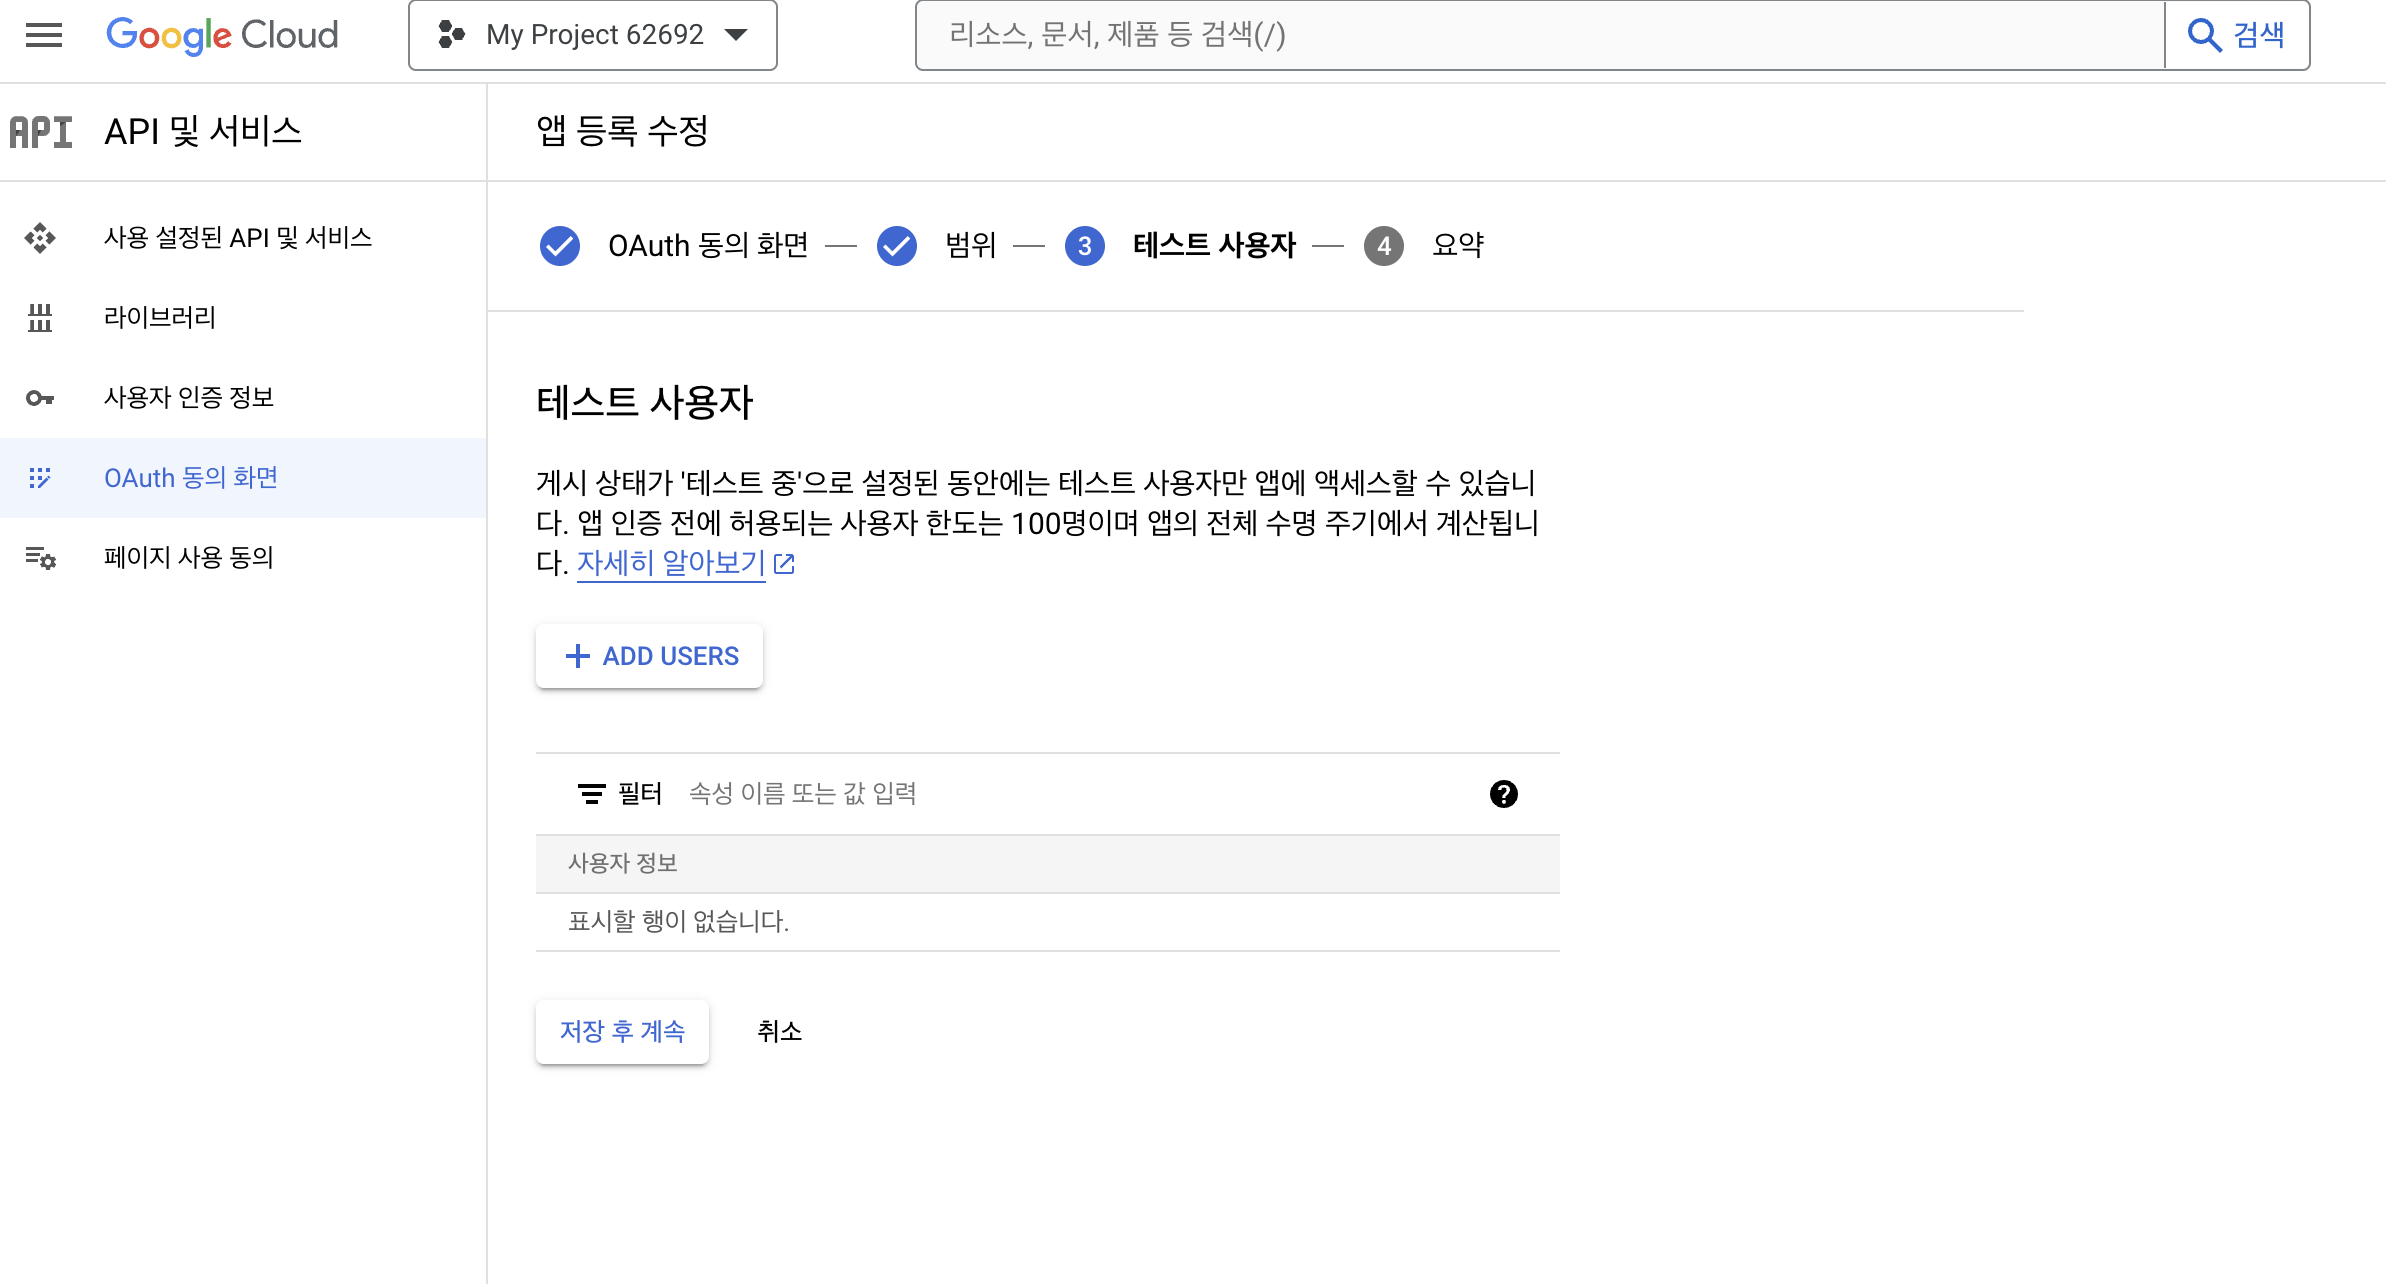 Google Cloud
My Project 62692
리소스, 문서, 제품 등 검색(/)
검색
API
API 및 서비스
사용 설정된 API 및 서비스
라이브러리
사용자 인증 정보
OAuth 동의 화면
페이지 사용 동의
앱 등록 수정
OAuth 동의 화면 — 범위 — 3 테스트 사용자 — 4 요약
테스트 사용자
게시 상태가 '테스트 중'으로 설정된 동안에는 테스트 사용자만 앱에 액세스할 수 있습니
다. 앱 인증 전에 허용되는 사용자 한도는 100명이며 앱의 전체 수명 주기에서 계산됩니
다. 자세히 알아보기
+ ADD USERS
필터 속성 이름 또는 값 입력 ?
사용자 정보
표시할 행이 없습니다.
저장 후 계속 취소